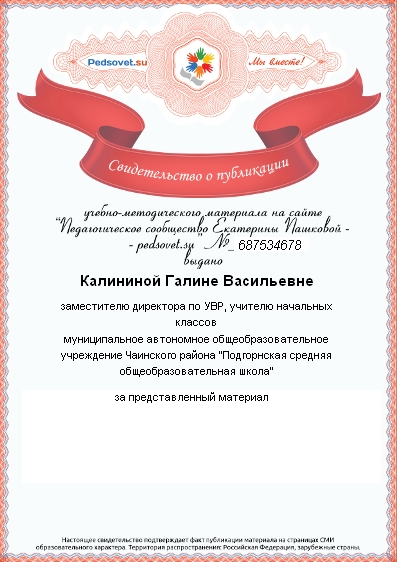 Pedsovet.su Мы вместе!
Свидетельство о публикации
учебно-методического материала на сайте
"Педагогическое сообщество Екатерины Пашковой -
- pedsovet.su" №_ 687534678
выдано
Калининой Галине Васильевне
заместителю директора по УВР, учителю начальных
классов
муниципальное автономное общеобразовательное
учреждение Чаинского района "Подгорнская средняя
общеобразовательная школа"
за представленный материал
Настоящее свидетельство подтверждает факт публикации материала на страницах СМИ
образовательного характера. Территория распространения: Российская Федерация, зарубежные страны.